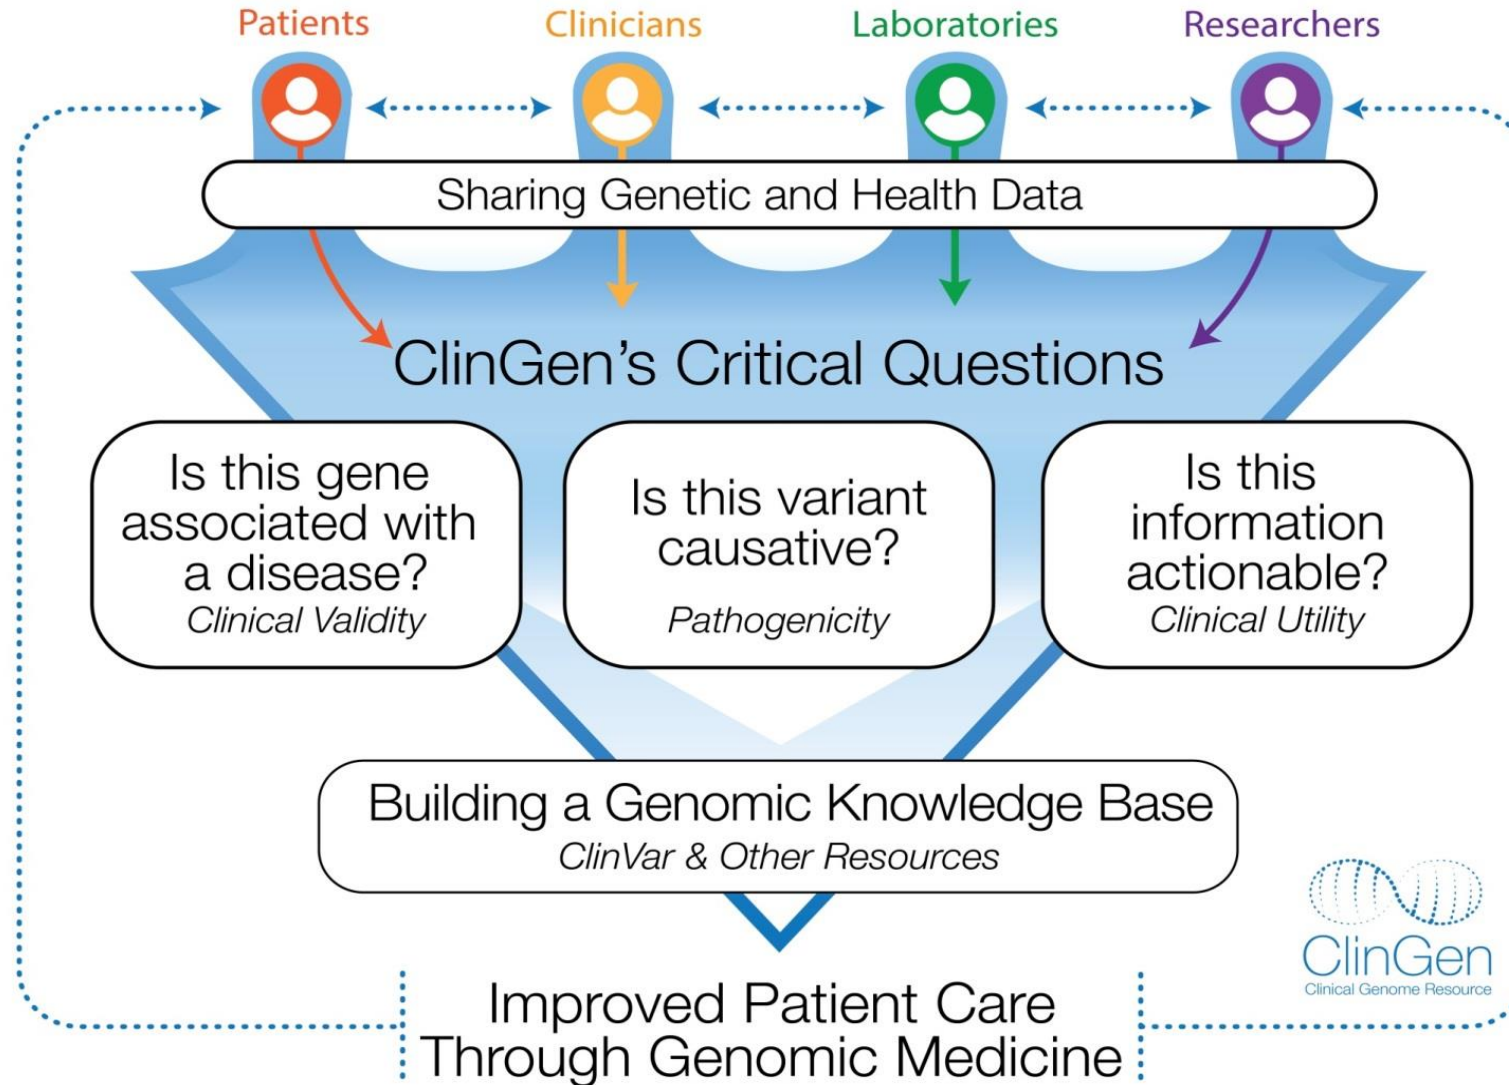 Patients
Clinicians
Laboratories
Researchers
Sharing Genetic and Health Data
ClinGen's Critical Questions
Is this gene
associated with
a disease?
Clinical Validity
Is this variant
causative?
Pathogenicity
Is this
information
actionable?
Clinical Utility
Building a Genomic Knowledge Base
ClinVar & Other Resources
ClinGen
Clinical Genome Resource
Improved Patient Care
Through Genomic Medicine